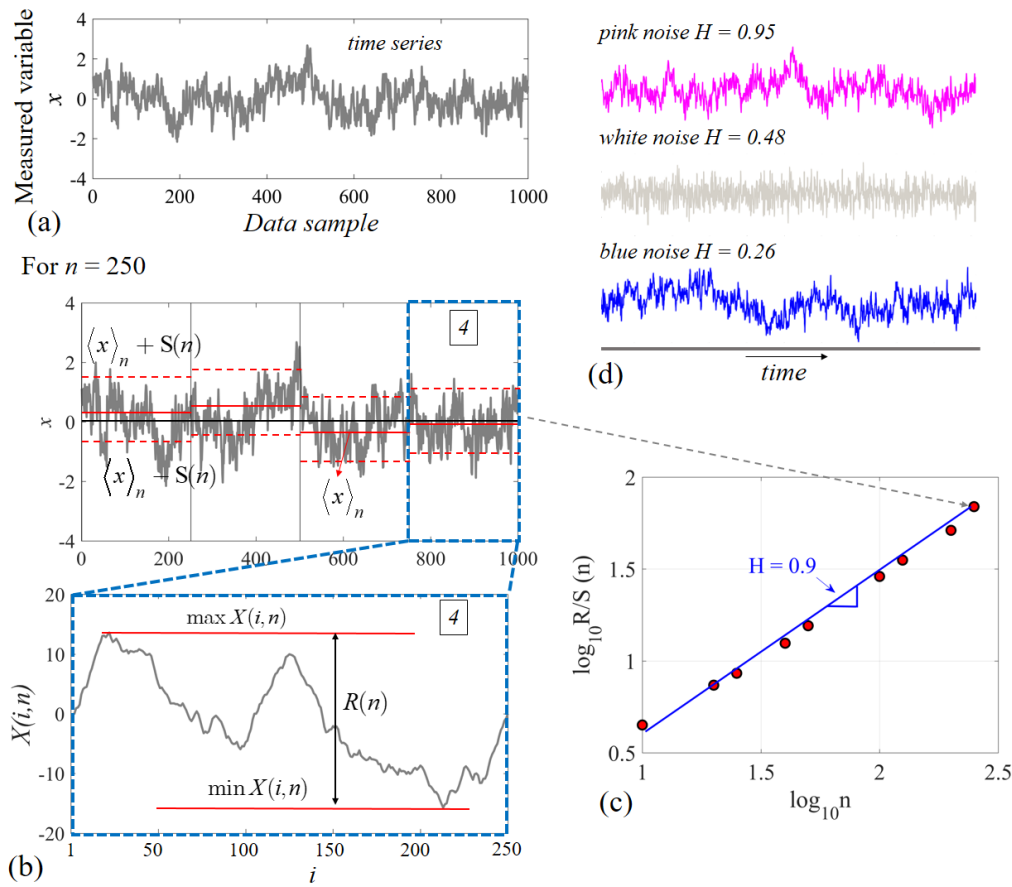 4
2
0
-2
-4
Measured variable
x
time series
0 200 400 600 800 1000
Data sample
(a)
For n = 250
4
2
0
-2
-4
x
⟨x⟩n + S(n)
⟨x⟩n − S(n)
⟨x⟩n
4
0 200 400 600 800 1000
20
10
0
-10
-20
X(i,n)
max X(i,n)
4
R(n)
min X(i,n)
1 50 100 150 200 250
i
(b)
pink noise H = 0.95
white noise H = 0.48
blue noise H = 0.26
time
(d)
2
1.5
1
0.5
log10R/S (n)
H = 0.9
1 1.5 2 2.5
log10n
(c)